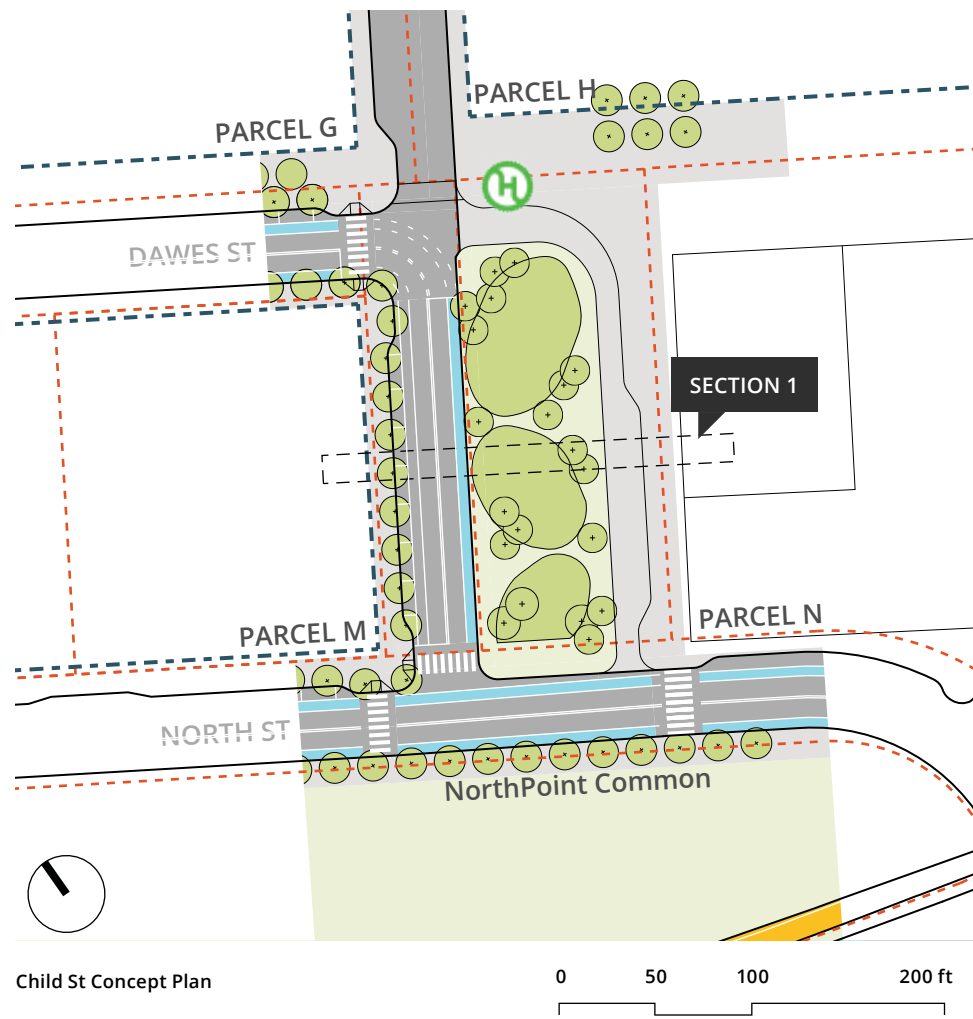 PARCEL H
PARCEL G
H
DAWES ST
SECTION 1
PARCEL N
PARCEL M
NORTH ST
NorthPoint Common
Child St Concept Plan
0 50 100 200 ft